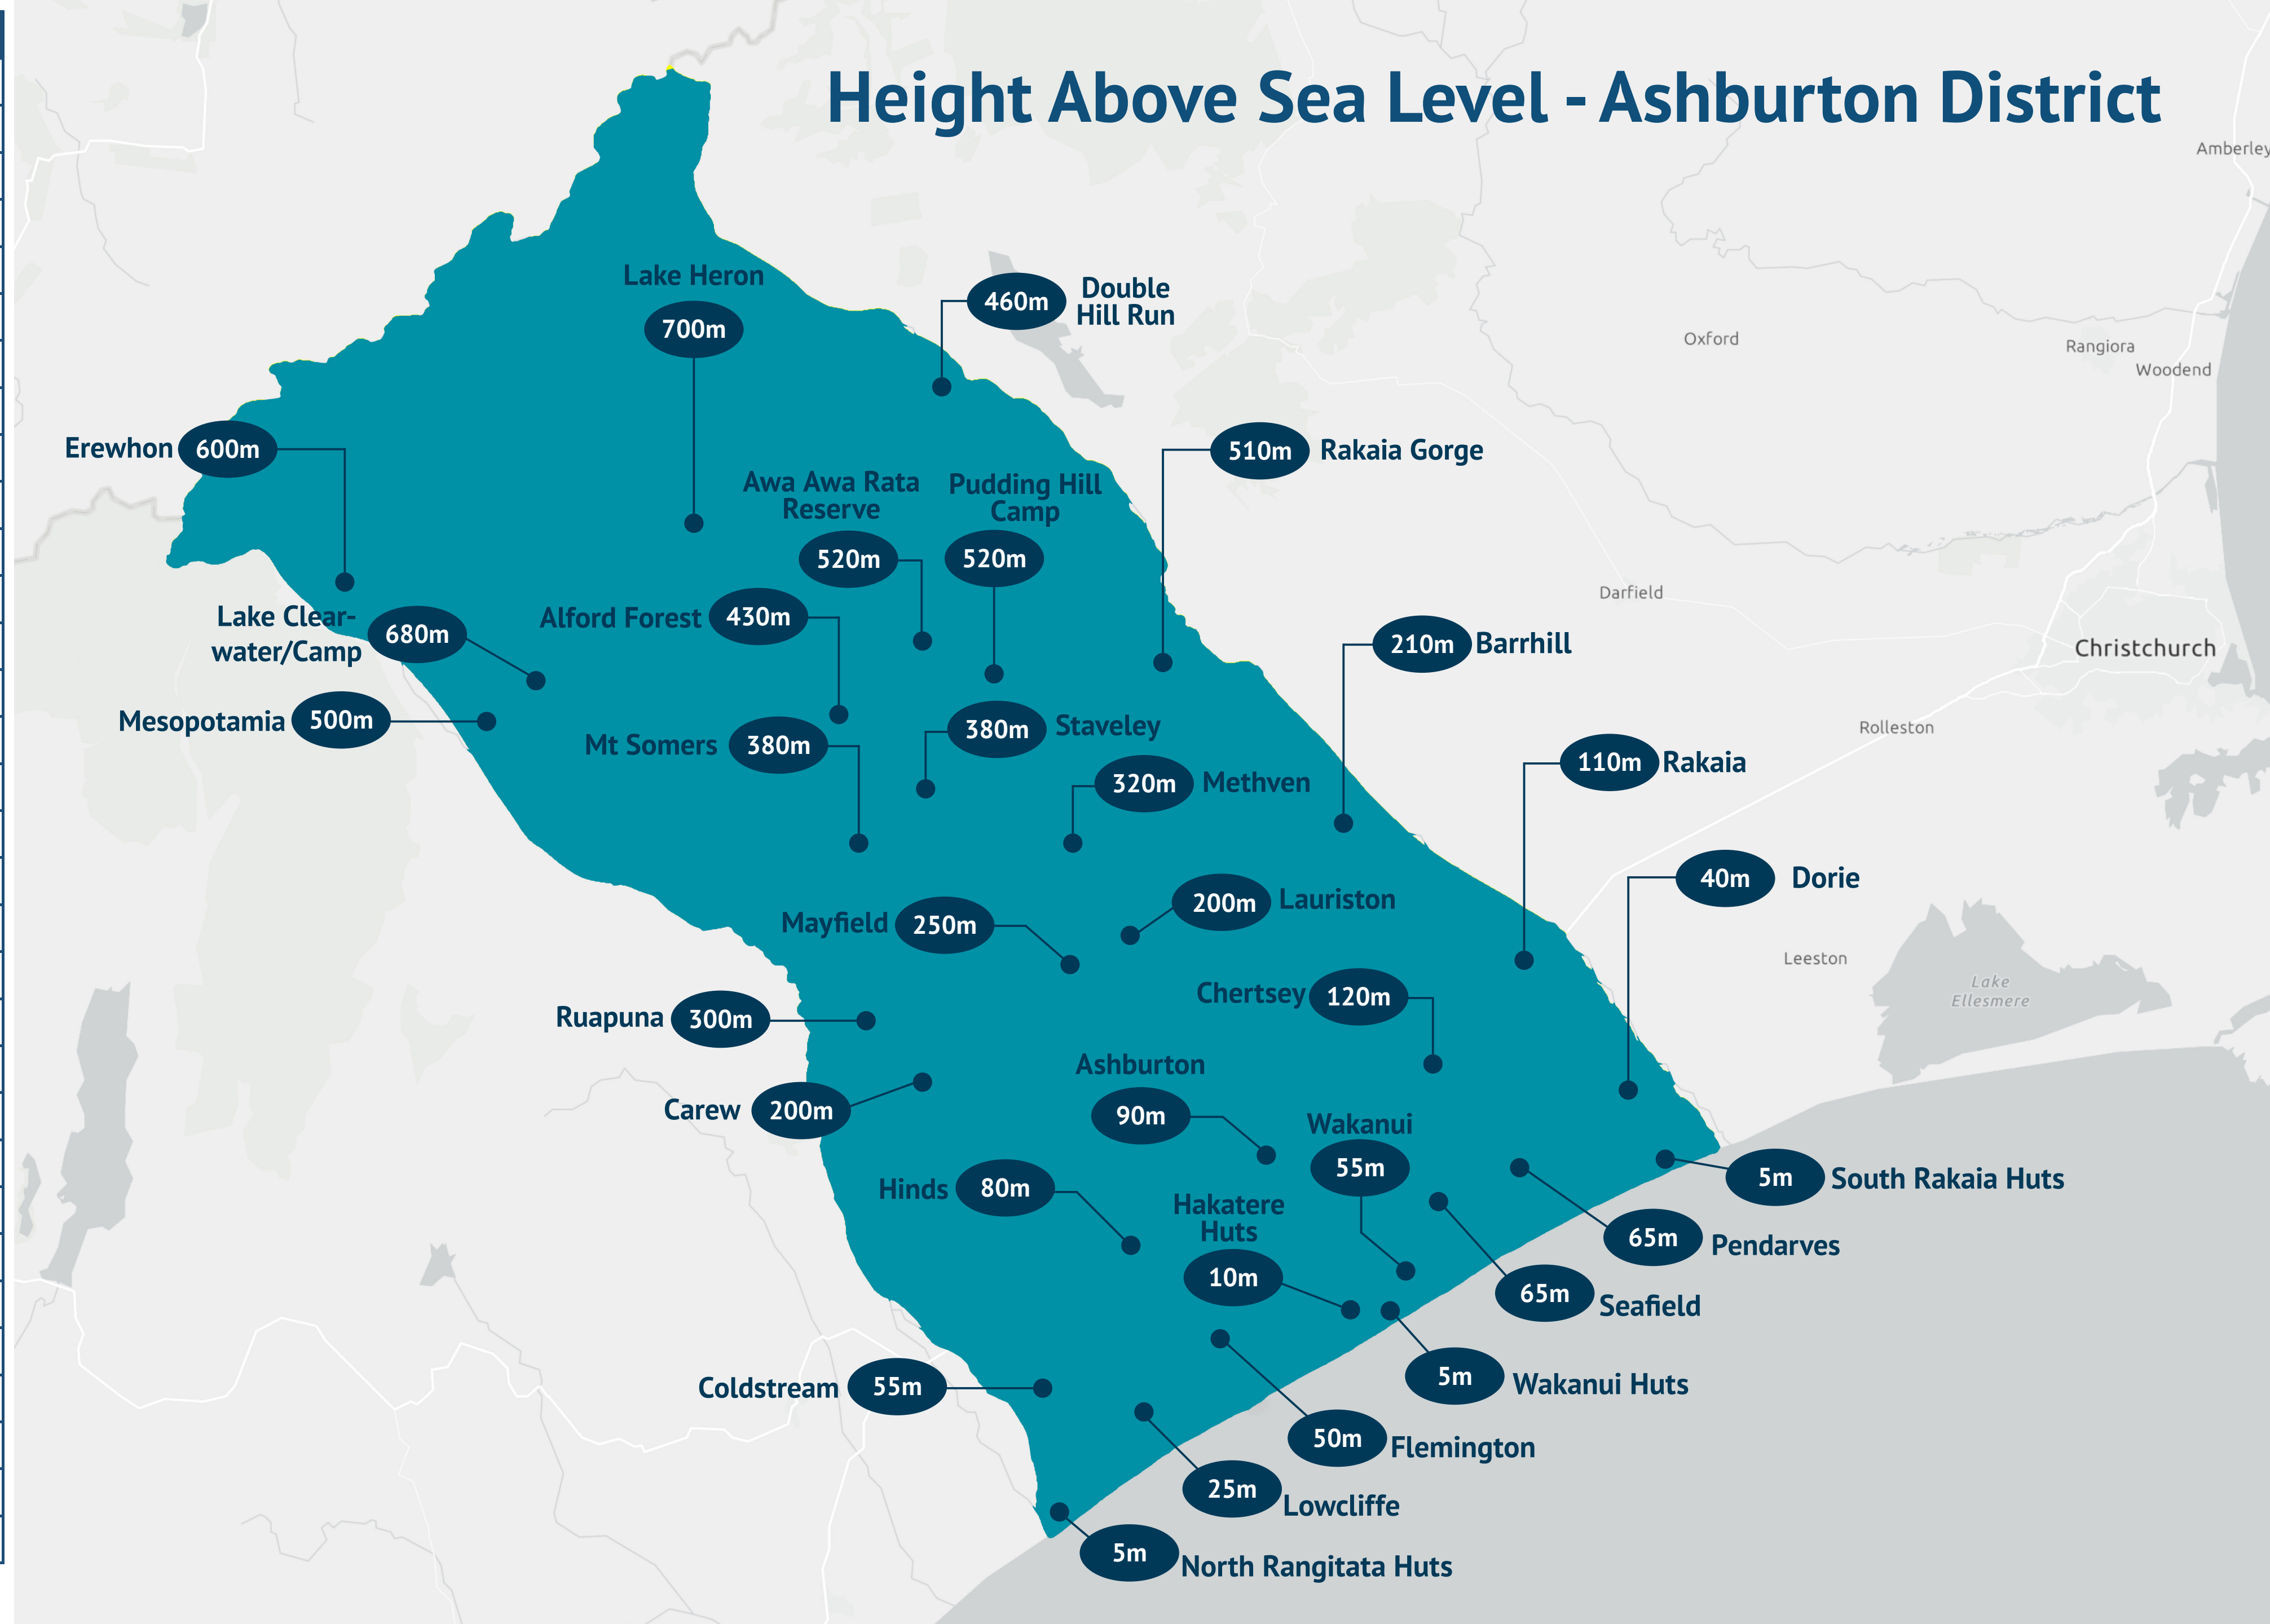 Height Above Sea Level - Ashburton District
Amberley
Lake Heron
700m
460m
Double
Hill Run
Oxford
Rangiora
Woodend
Erewhon
600m
510m
Rakaia Gorge
Awa Awa Rata
Reserve
520m
Pudding Hill
Camp
520m
Darfield
Lake Clear-
water/Camp
680m
Alford Forest
430m
210m
Barrhill
Christchurch
Mesopotamia
500m
Mt Somers
380m
380m
Staveley
Rolleston
320m
Methven
110m
Rakaia
40m
Dorie
Mayfield
250m
200m
Lauriston
Leeston
Lake
Ellesmere
Ruapuna
300m
Chertsey
120m
Carew
200m
Ashburton
90m
Wakanui
55m
5m
South Rakaia Huts
Hinds
80m
Hakatere
Huts
10m
65m
Pendarves
65m
Seafield
Coldstream
55m
5m
Wakanui Huts
50m
Flemington
25m
Lowcliffe
5m
North Rangitata Huts